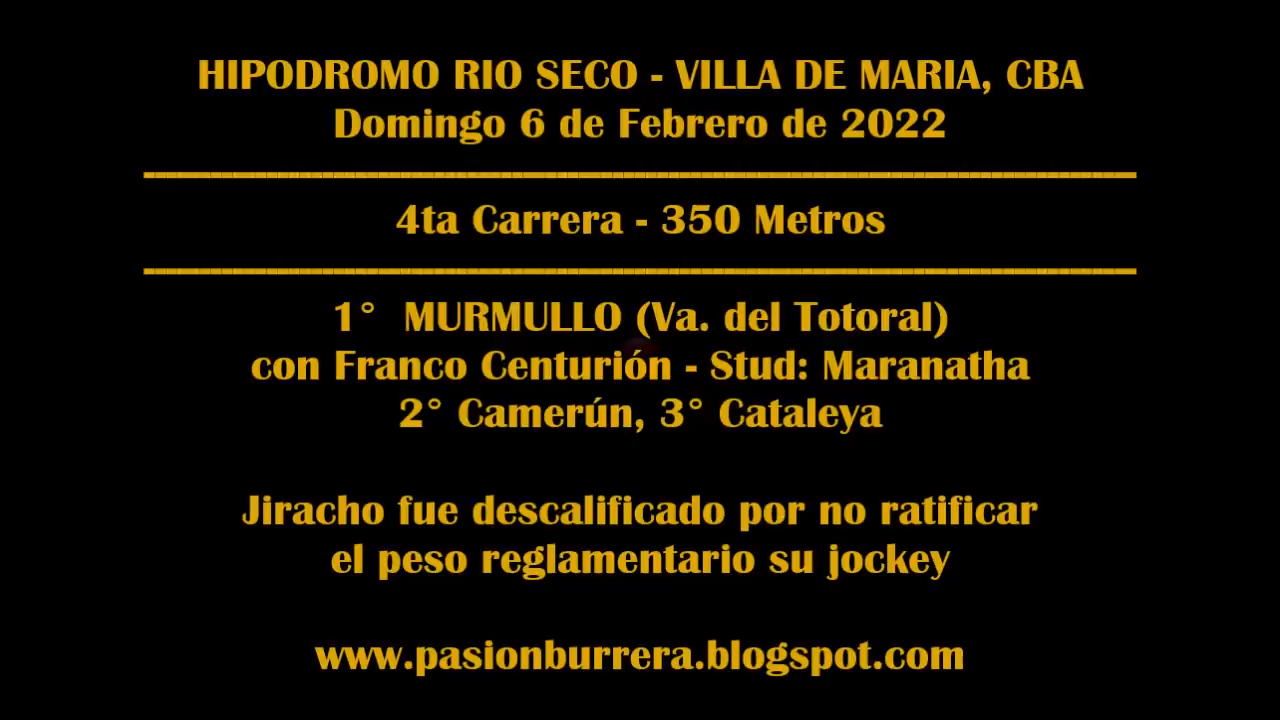 HIPODROMO RIO SECO - VILLA DE MARIA, CBA
Domingo 6 de Febrero de 2022
4ta Carrera - 350 Metros
1° MURMULLO (Va. del Totoral)
con Franco Centurión - Stud: Maranatha
2° Camerún, 3° Cataleya
Jiracho fue descalificado por no ratificar
el peso reglamentario su jockey
www.pasionburrera.blogspot.com